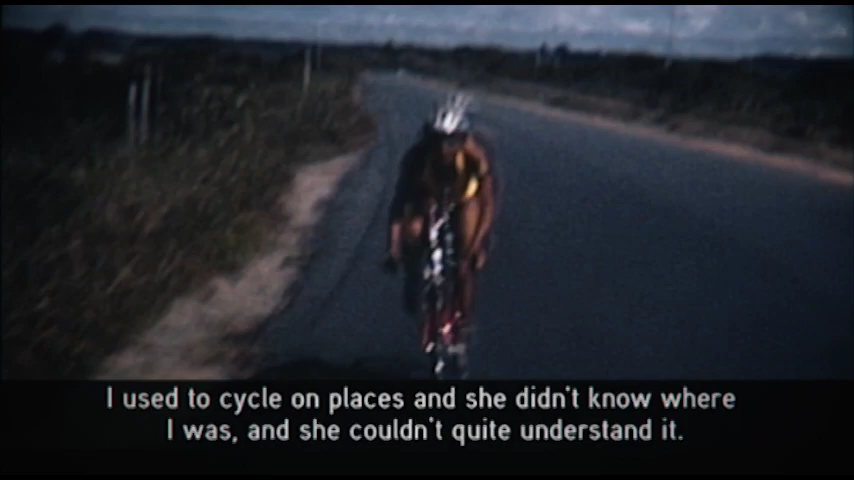 I used to cycle on places and she didn't know where
I was, and she couldn't quite understand it.